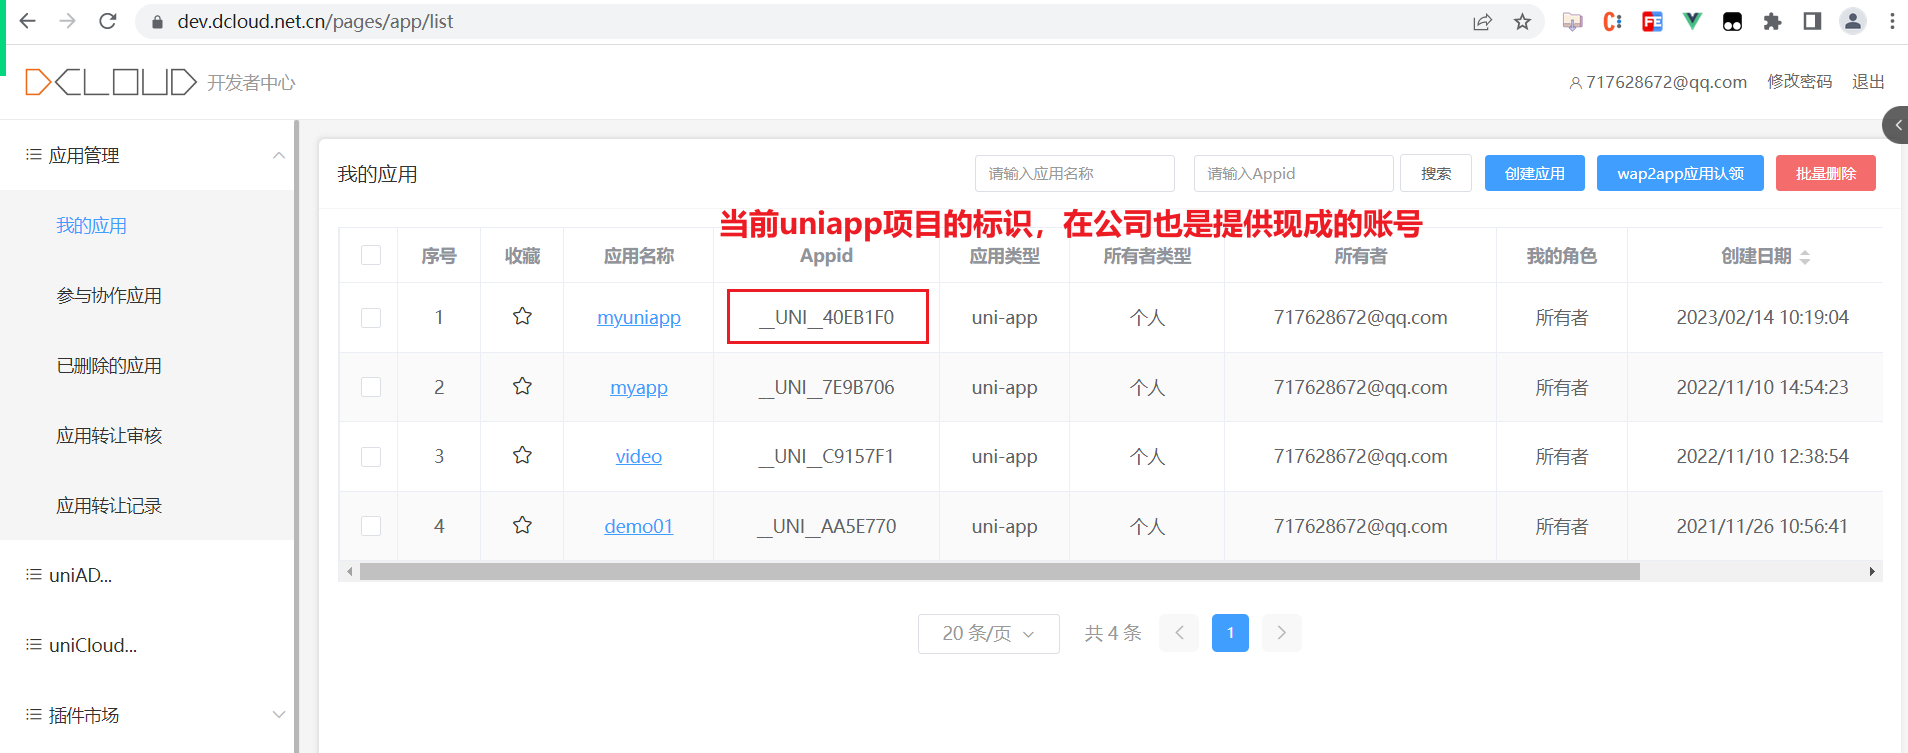 dev.dcloud.net.cn/pages/app/list
DCLOUD 开发者中心
717628672@qq.com 修改密码 退出
应用管理
我的应用
参与协作应用
已删除的应用
应用转让审核
应用转让记录
uniAD...
uniCloud...
插件市场
我的应用 请输入应用名称 请输入Appid 搜索 创建应用 wap2app应用认领 批量删除
当前uniapp项目的标识，在公司也是提供现成的账号
序号 收藏 应用名称 Appid 应用类型 所有者类型 所有者 我的角色 创建日期
1 myuniapp __UNI__40EB1F0 uni-app 个人 717628672@qq.com 所有者 2023/02/14 10:19:04
2 myapp __UNI__7E9B706 uni-app 个人 717628672@qq.com 所有者 2022/11/10 14:54:23
3 video __UNI__C9157F1 uni-app 个人 717628672@qq.com 所有者 2022/11/10 12:38:54
4 demo01 __UNI__AA5E770 uni-app 个人 717628672@qq.com 所有者 2021/11/26 10:56:41
20 条/页 共 4 条 1